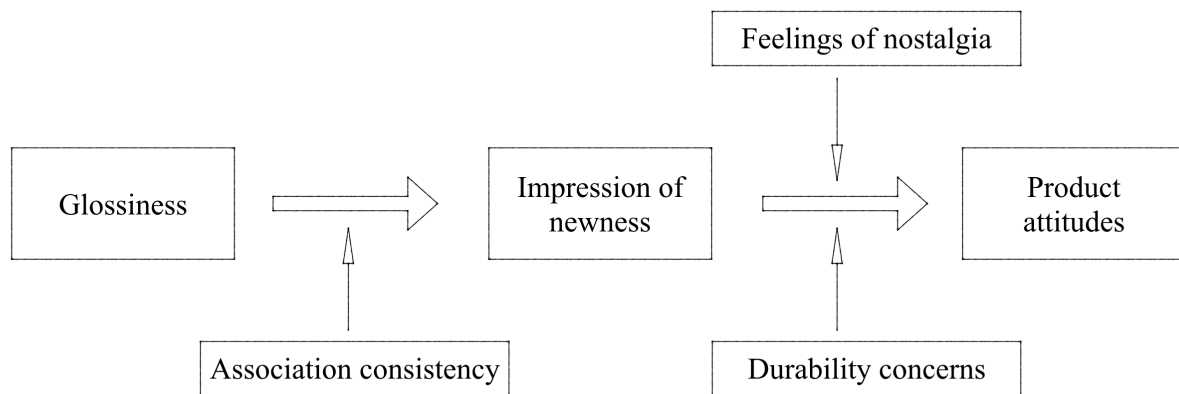 Feelings of nostalgia
Glossiness
Impression of
newness
Product
attitudes
Association consistency
Durability concerns